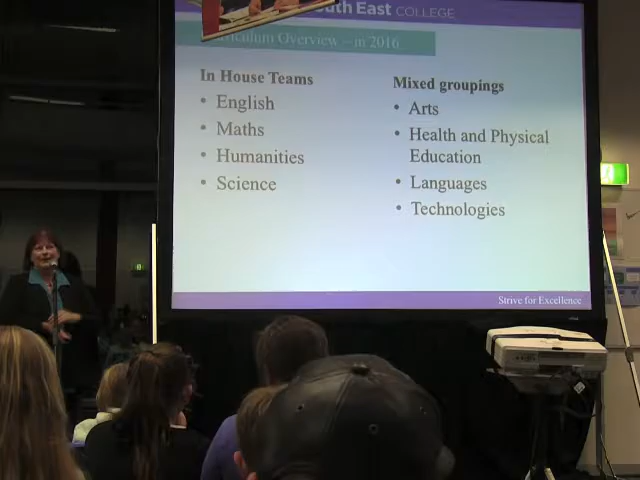 uth East COLLEGE
Curriculum Overview – in 2016
In House Teams
• English
• Maths
• Humanities
• Science
Mixed groupings
• Arts
• Health and Physical
Education
• Languages
• Technologies
Strive for Excellence